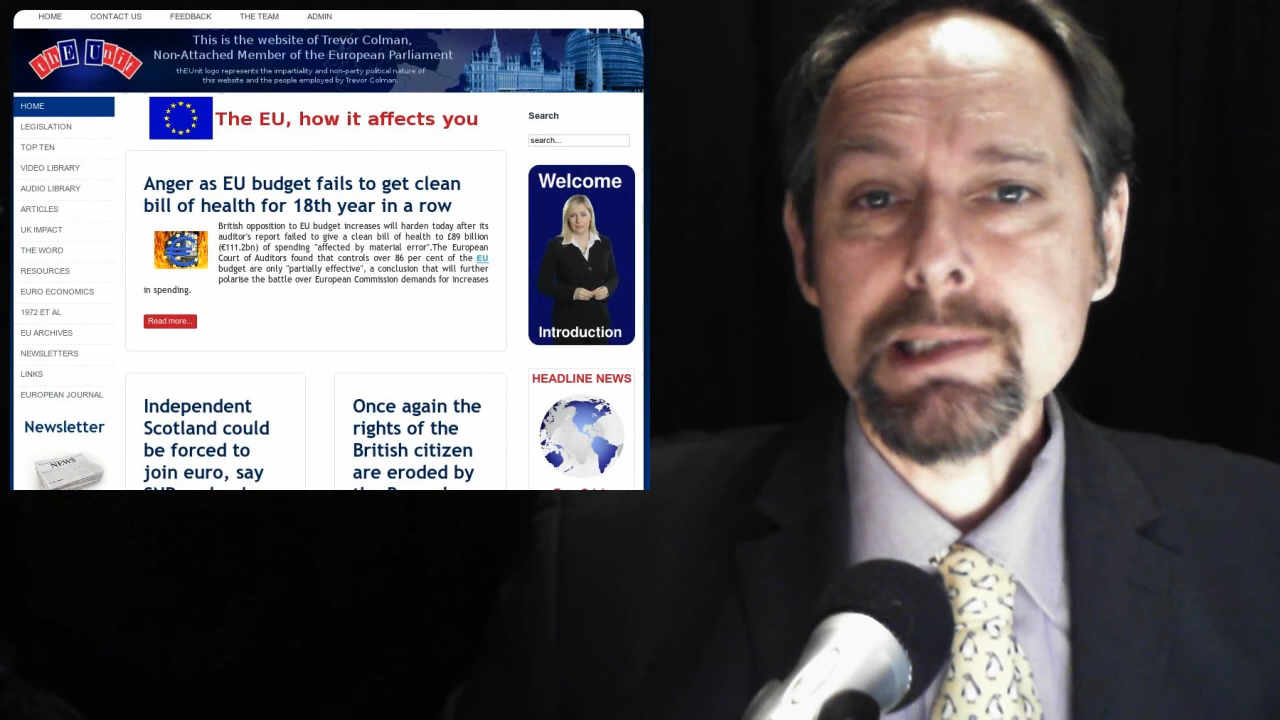 HOME CONTACT US FEEDBACK THE TEAM ADMIN
thEUnit
This is the website of Trevor Colman,
Non-Attached Member of the European Parliament
thEUnit logo represents the impartiality and non-party political nature of
this website and the people employed by Trevor Colman.
HOME
LEGISLATION
TOP TEN
VIDEO LIBRARY
AUDIO LIBRARY
ARTICLES
UK IMPACT
THE WORD
RESOURCES
EURO ECONOMICS
1972 ET AL
EU ARCHIVES
NEWSLETTERS
LINKS
EUROPEAN JOURNAL
Newsletter
NEWS
The EU, how it affects you
Anger as EU budget fails to get clean
bill of health for 18th year in a row
British opposition to EU budget increases will harden today after its
auditor's report failed to give a clean bill of health to £89 billion
(€111.2bn) of spending "affected by material error".The European
Court of Auditors found that controls over 86 per cent of the EU
budget are only "partially effective", a conclusion that will further
polarise the battle over European Commission demands for increases
in spending.
Read more...
Independent
Scotland could
be forced to
join euro, say
Once again the
rights of the
British citizen
are eroded by
Search
search...
Welcome
Introduction
HEADLINE NEWS